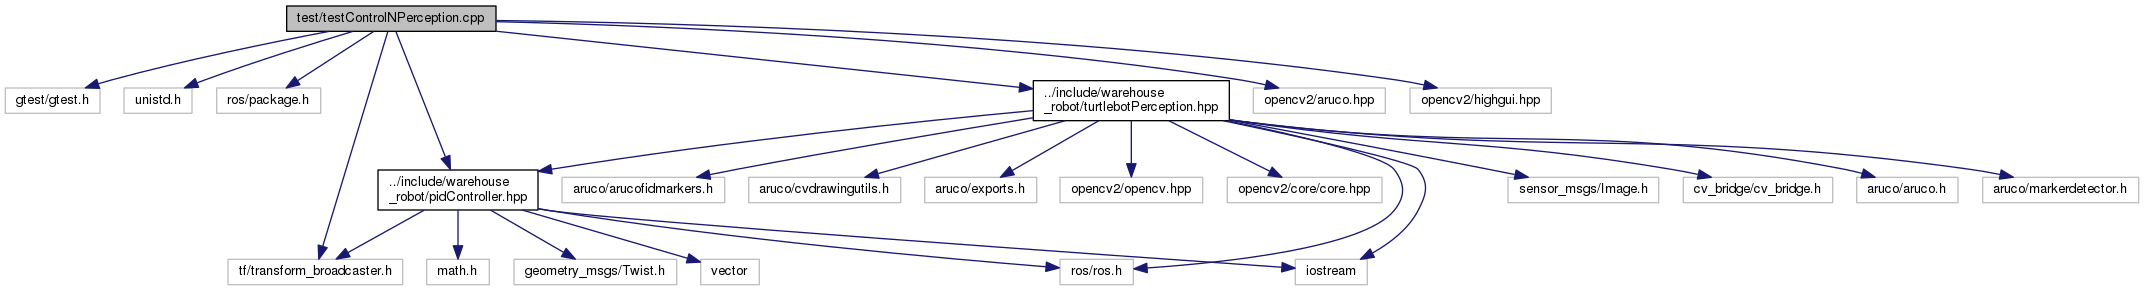 test/testControlNPerception.cpp
gtest/gtest.h
unistd.h
ros/package.h
../include/warehouse
_robot/turtlebotPerception.hpp
opencv2/aruco.hpp
opencv2/highgui.hpp
../include/warehouse
_robot/pidController.hpp
aruco/arucofidmarkers.h
aruco/cvdrawingutils.h
aruco/exports.h
opencv2/opencv.hpp
opencv2/core/core.hpp
sensor_msgs/Image.h
cv_bridge/cv_bridge.h
aruco/aruco.h
aruco/markerdetector.h
tf/transform_broadcaster.h
math.h
geometry_msgs/Twist.h
vector
ros/ros.h
iostream